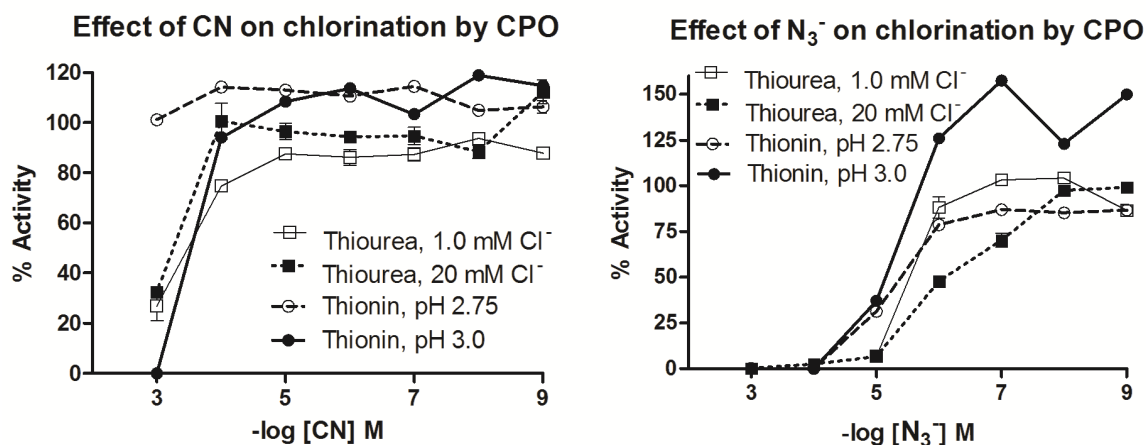 Effect of CN on chlorination by CPO
120
100
80
60
40
20
0
% Activity
Thiourea, 1.0 mM Cl⁻
Thiourea, 20 mM Cl⁻
Thionin, pH 2.75
Thionin, pH 3.0
3 5 7 9
-log [CN] M
Effect of N₃⁻ on chlorination by CPO
Thiourea, 1.0 mM Cl⁻
Thiourea, 20 mM Cl⁻
Thionin, pH 2.75
Thionin, pH 3.0
150
125
100
75
50
25
0
% Activity
3 5 7 9
-log [N₃⁻] M